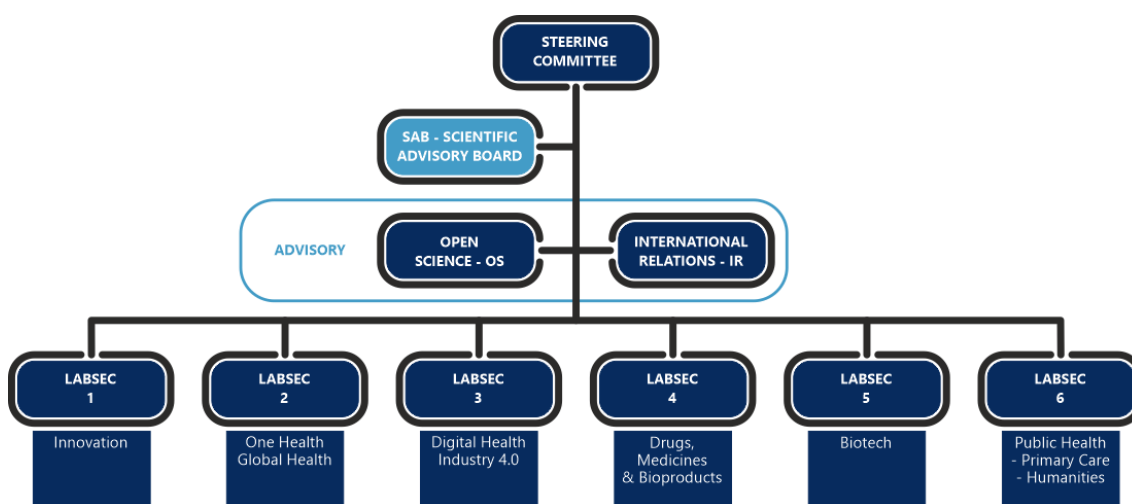 STEERING
COMMITTEE
SAB - SCIENTIFIC
ADVISORY BOARD
ADVISORY
OPEN
SCIENCE - OS
INTERNATIONAL
RELATIONS - IR
LABSEC
1
Innovation
LABSEC
2
One Health
Global Health
LABSEC
3
Digital Health
Industry 4.0
LABSEC
4
Drugs,
Medicines
& Bioproducts
LABSEC
5
Biotech
LABSEC
6
Public Health
- Primary Care
- Humanities